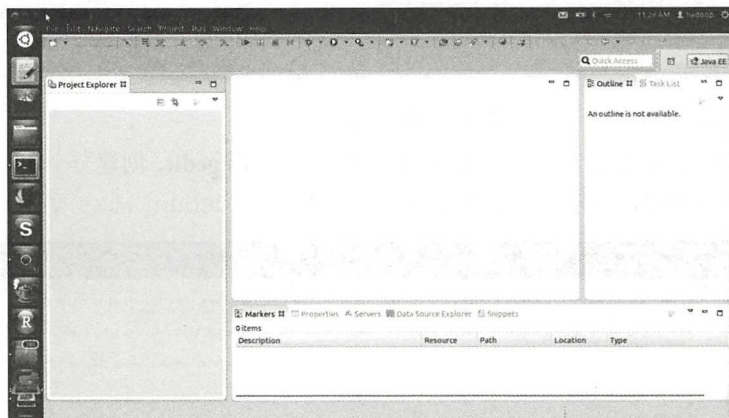 11:29 AM hadoop
File Edit Navigate Search Project Run Window Help
Quick Access
Java EE
Project Explorer
Outline Task List
An outline is not available.
S
R
Markers Properties Servers Data Source Explorer Snippets
0 items
Description Resource Path Location Type